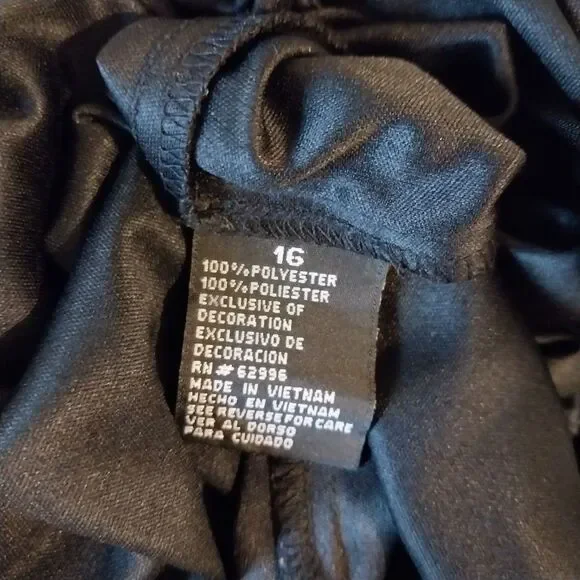 16
100%POLYESTER
100%POLIESTER
EXCLUSIVE OF
DECORATION
EXCLUSIVO DE
DECORACION
RN# 62996
MADE IN VIETNAM
HECHO EN VIETNAM
SEE REVERSE FOR CARE
VER AL DORSO
PARA CUIDADO